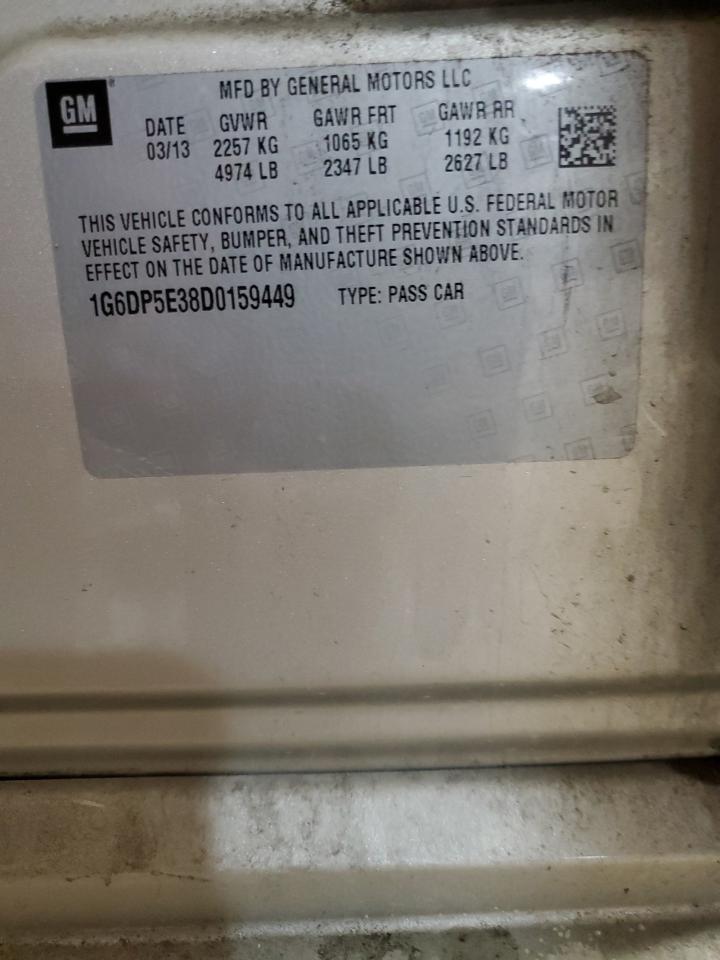 GM
MFD BY GENERAL MOTORS LLC
DATE GVWR GAWR FRT GAWR RR
03/13 2257 KG 1065 KG 1192 KG
4974 LB 2347 LB 2627 LB
THIS VEHICLE CONFORMS TO ALL APPLICABLE U.S. FEDERAL MOTOR
VEHICLE SAFETY, BUMPER, AND THEFT PREVENTION STANDARDS IN
EFFECT ON THE DATE OF MANUFACTURE SHOWN ABOVE.
1G6DP5E38D0159449 TYPE: PASS CAR